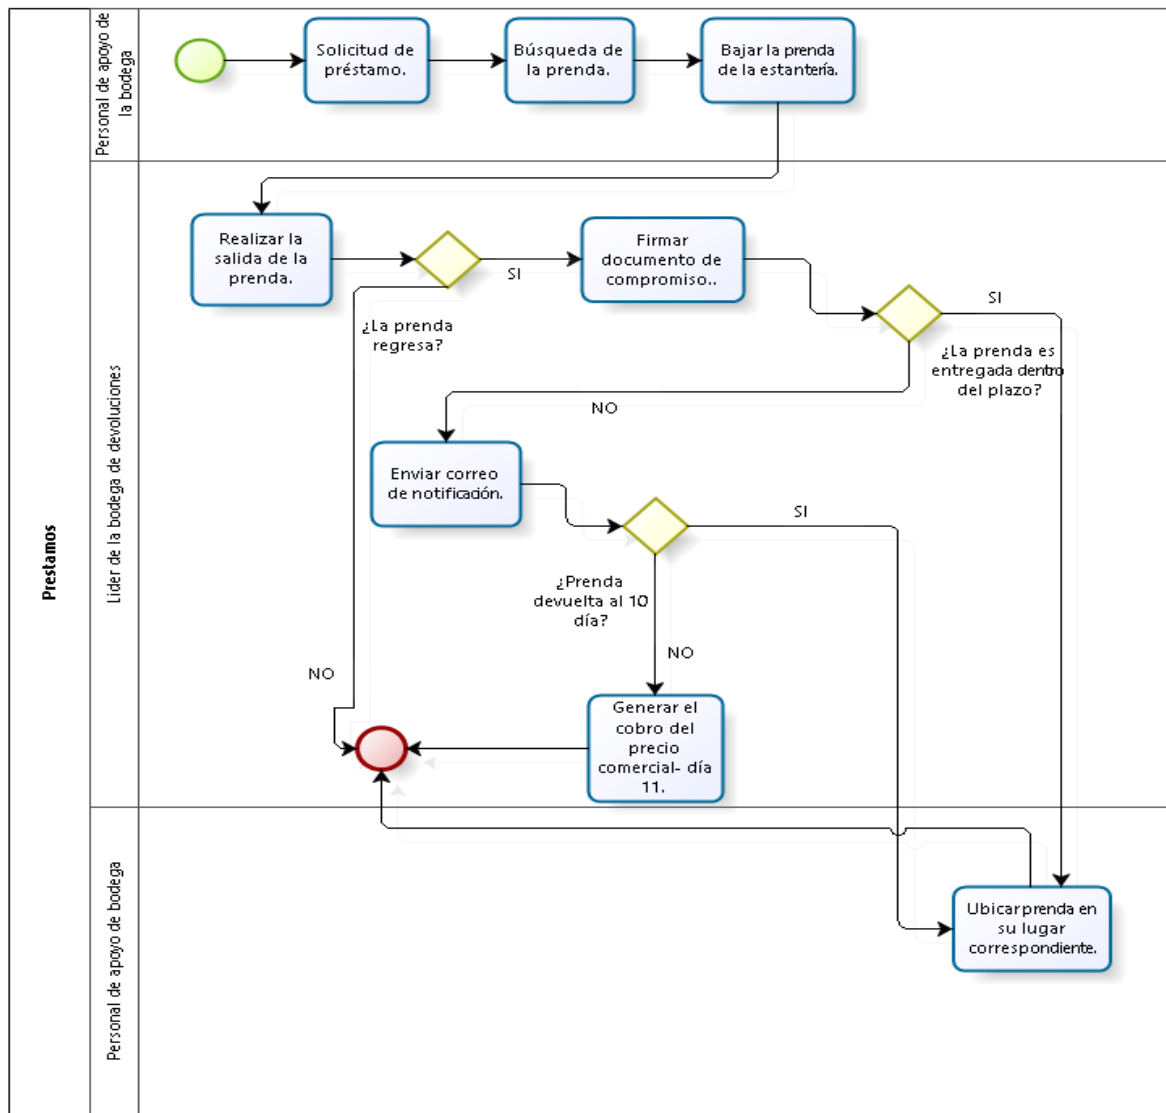 Prestamos
Personal de apoyo de
la bodega
Solicitud de
préstamo.
Búsqueda de
la prenda.
Bajar la prenda
de la estantería.
Lider de la bodega de devoluciones
Realizar la
salida de la
prenda.
SI
¿La prenda
regresa?
Firmar
documento de
compromiso..
SI
¿La prenda es
entregada dentro
del plazo?
NO
Enviar correo
de notificación.
SI
¿Prenda
devuelta al 10
día?
NO
NO
Generar el
cobro del
precio
comercial- día
11.
Personal de apoyo de bodega
Ubicar prenda en
su lugar
correspondiente.